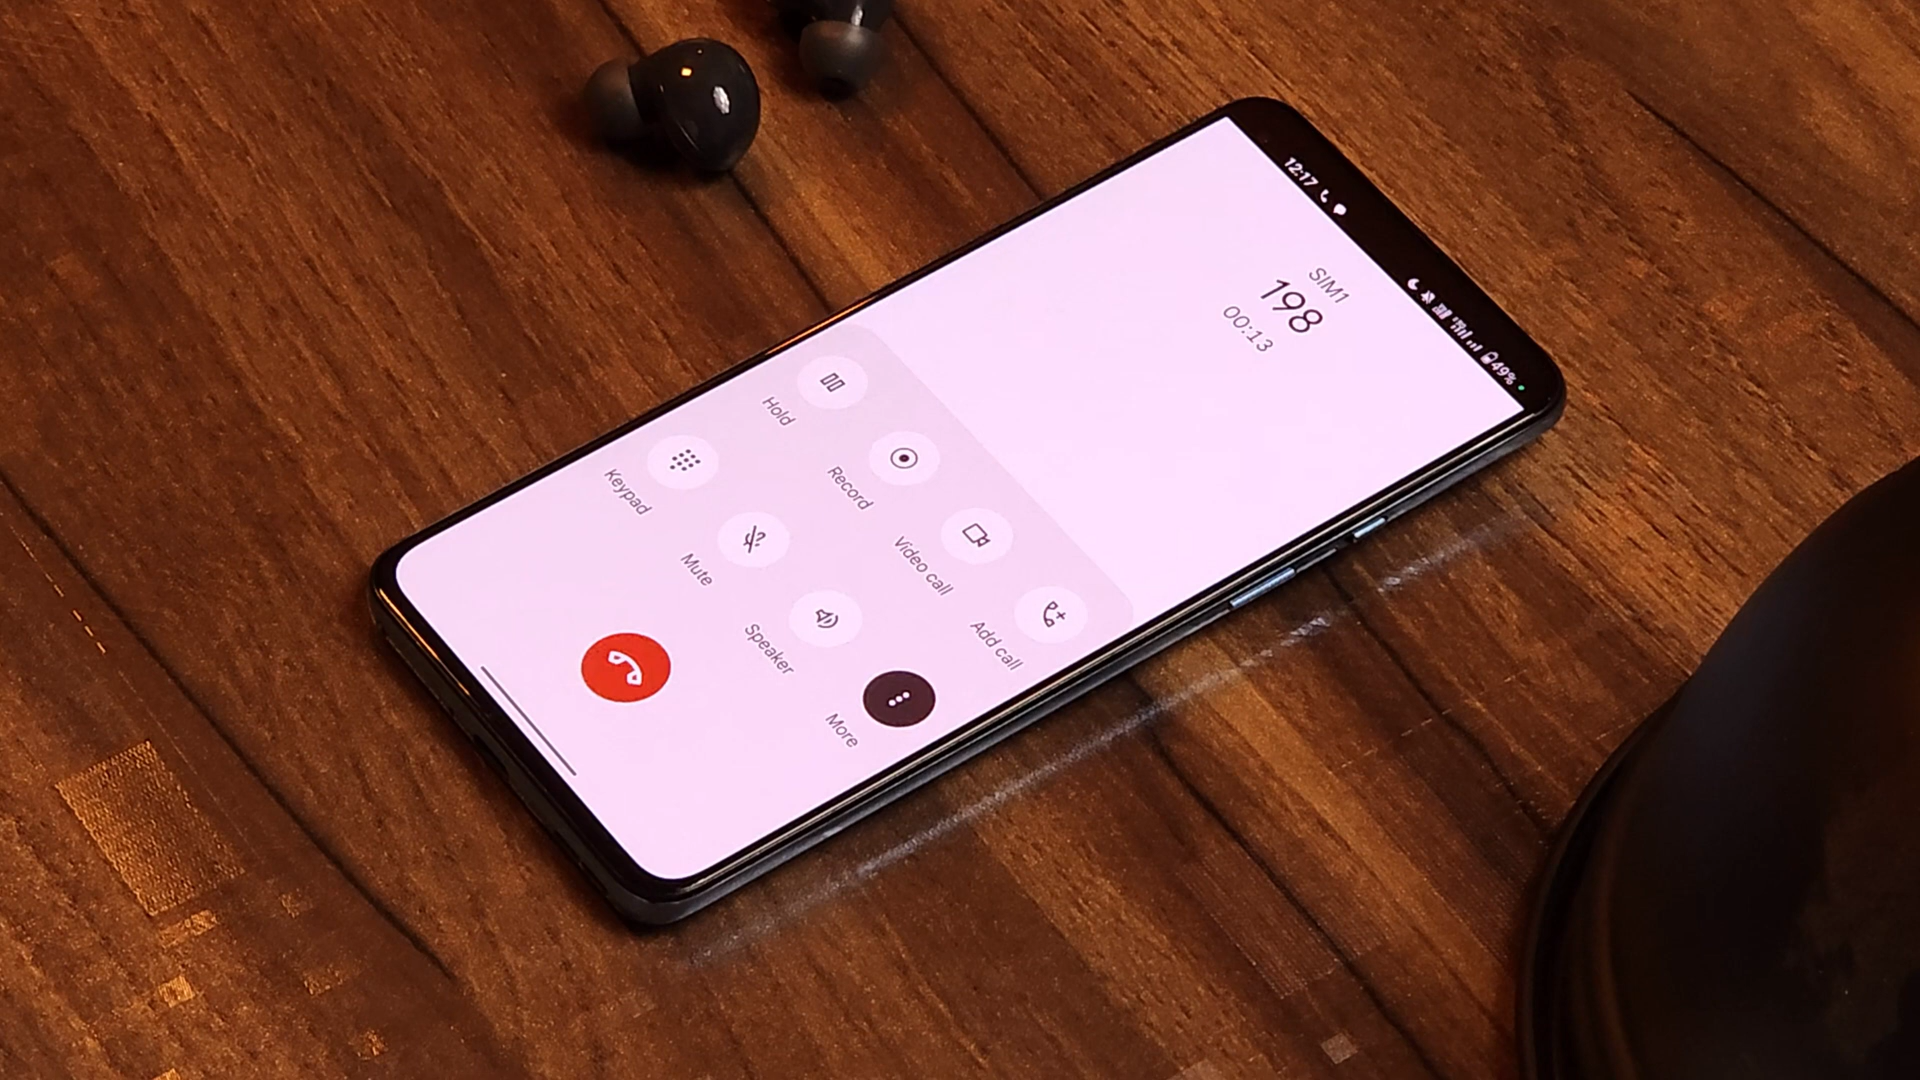 12:17
49%
SIM1
198
00:13
Hold
Record
Video call
Add call
Keypad
Mute
Speaker
More